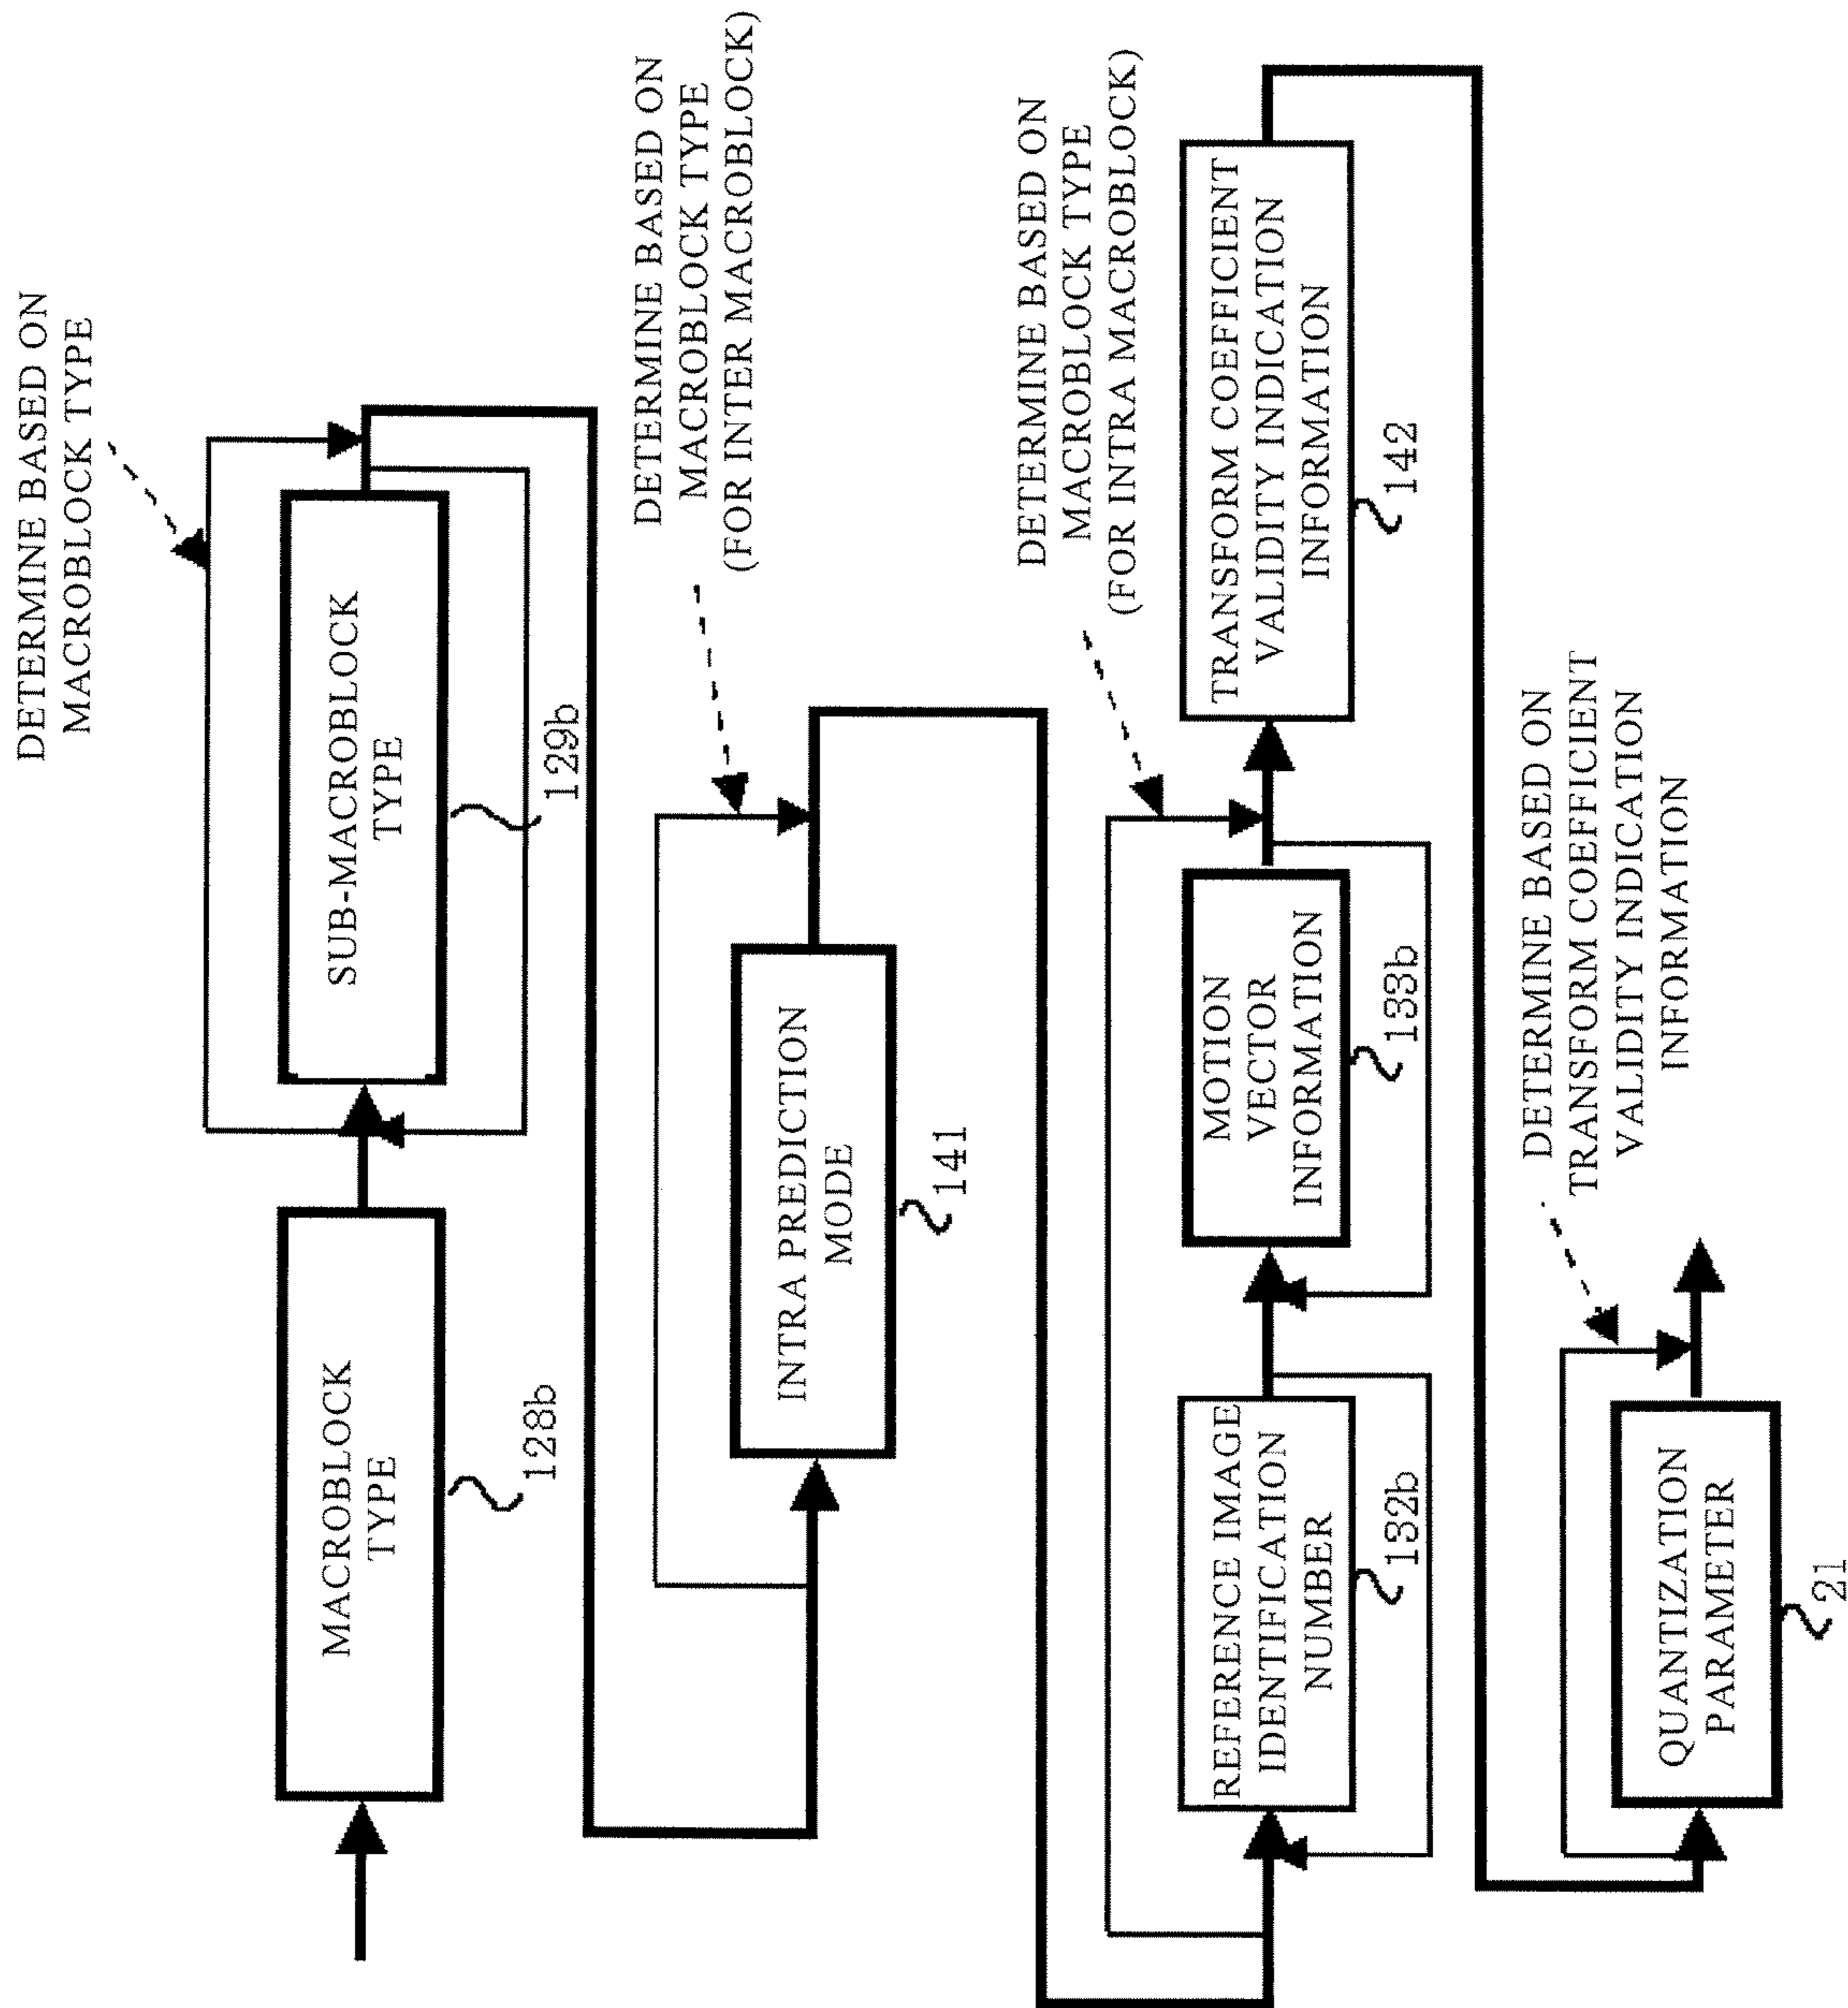 DETERMINE BASED ON
MACROBLOCK TYPE
MACROBLOCK
TYPE
128b
SUB-MACROBLOCK
TYPE
129b
DETERMINE BASED ON
MACROBLOCK TYPE
(FOR INTER MACROBLOCK)
INTRA PREDICTION
MODE
141
DETERMINE BASED ON
MACROBLOCK TYPE
(FOR INTRA MACROBLOCK)
REFERENCE IMAGE
IDENTIFICATION
NUMBER
132b
MOTION
VECTOR
INFORMATION
133b
TRANSFORM COEFFICIENT
VALIDITY INDICATION
INFORMATION
142
DETERMINE BASED ON
TRANSFORM COEFFICIENT
VALIDITY INDICATION
INFORMATION
QUANTIZATION
PARAMETER
21